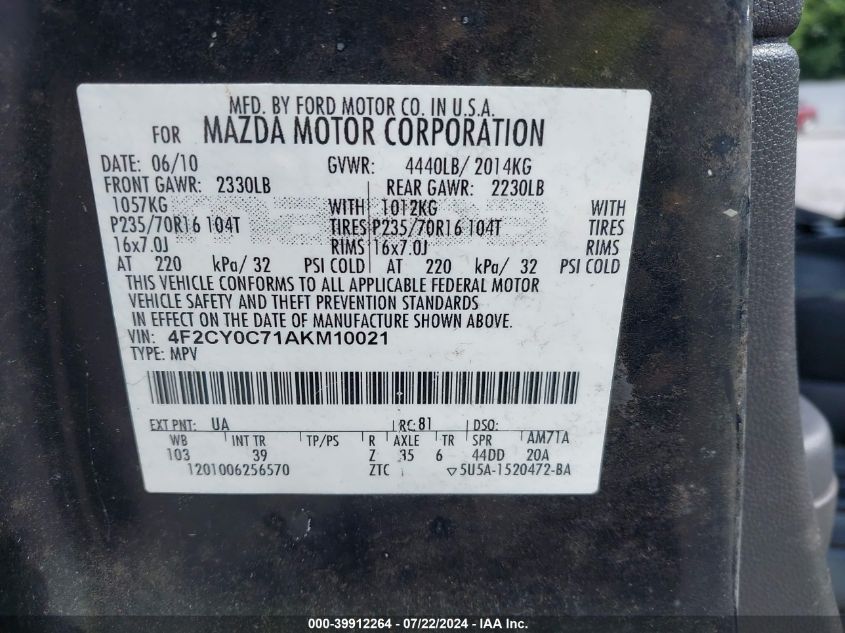 MFD. BY FORD MOTOR CO. IN U.S.A.
FOR MAZDA MOTOR CORPORATION
DATE: 06/10 GVWR: 4440LB/ 2014KG
FRONT GAWR: 2330LB REAR GAWR: 2230LB
1057KG WITH 1012KG WITH
P235/70R16 104T TIRES P235/70R16 104T TIRES
16x7.0J RIMS 16x7.0J RIMS
AT 220 kPa/ 32 PSI COLD AT 220 kPa/ 32 PSI COLD
THIS VEHICLE CONFORMS TO ALL APPLICABLE FEDERAL MOTOR
VEHICLE SAFETY AND THEFT PREVENTION STANDARDS
IN EFFECT ON THE DATE OF MANUFACTURE SHOWN ABOVE.
VIN: 4F2CY0C71AKM10021
TYPE: MPV
EXT PNT: UA RC: 81 DSO:
WB INT TR TP/PS R AXLE TR SPR AM71A
103 39 Z 35 6 44DD 20A
1201006256570 ZTC 5U5A-1520472-BA
000-39912264 - 07/22/2024 - IAA Inc.